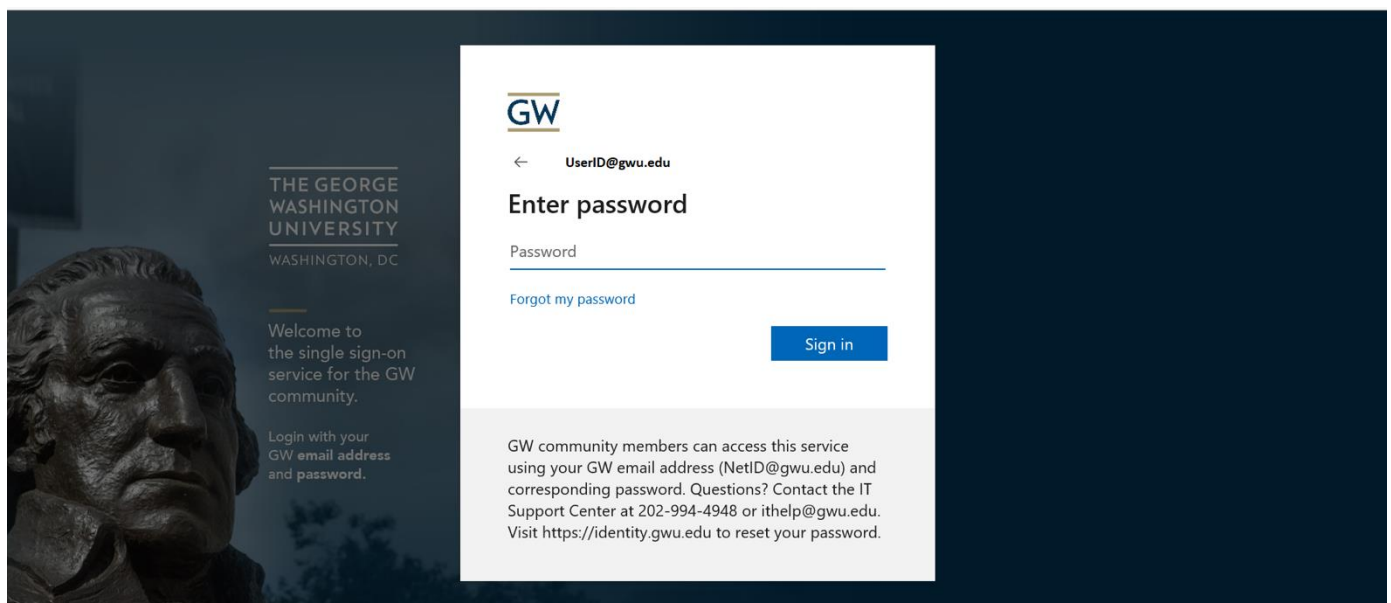 THE GEORGE
WASHINGTON
UNIVERSITY
WASHINGTON, DC
Welcome to
the single sign-on
service for the GW
community.
Login with your
GW email address
and password.
GW
← UserID@gwu.edu
Enter password
Password
Forgot my password
Sign in
GW community members can access this service
using your GW email address (NetID@gwu.edu) and
corresponding password. Questions? Contact the IT
Support Center at 202-994-4948 or ithelp@gwu.edu.
Visit https://identity.gwu.edu to reset your password.